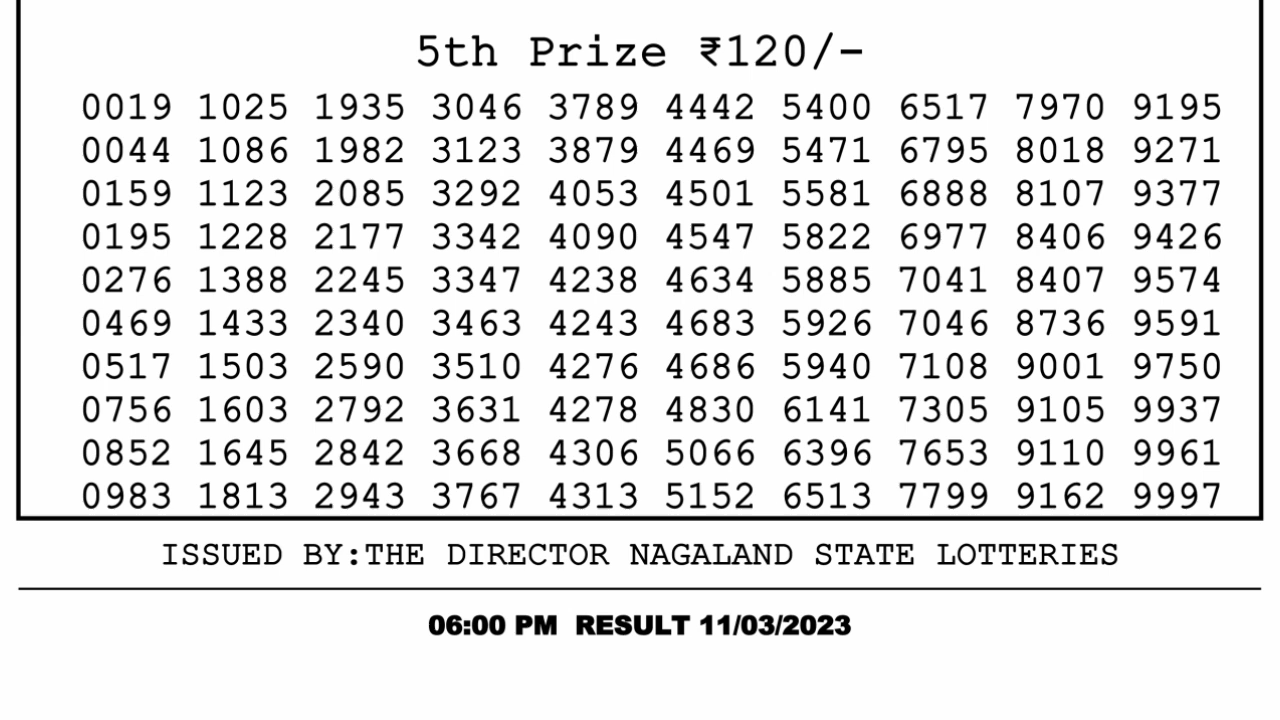 5th Prize ₹120/-
0019 1025 1935 3046 3789 4442 5400 6517 7970 9195
0044 1086 1982 3123 3879 4469 5471 6795 8018 9271
0159 1123 2085 3292 4053 4501 5581 6888 8107 9377
0195 1228 2177 3342 4090 4547 5822 6977 8406 9426
0276 1388 2245 3347 4238 4634 5885 7041 8407 9574
0469 1433 2340 3463 4243 4683 5926 7046 8736 9591
0517 1503 2590 3510 4276 4686 5940 7108 9001 9750
0756 1603 2792 3631 4278 4830 6141 7305 9105 9937
0852 1645 2842 3668 4306 5066 6396 7653 9110 9961
0983 1813 2943 3767 4313 5152 6513 7799 9162 9997
ISSUED BY:THE DIRECTOR NAGALAND STATE LOTTERIES
06:00 PM RESULT 11/03/2023